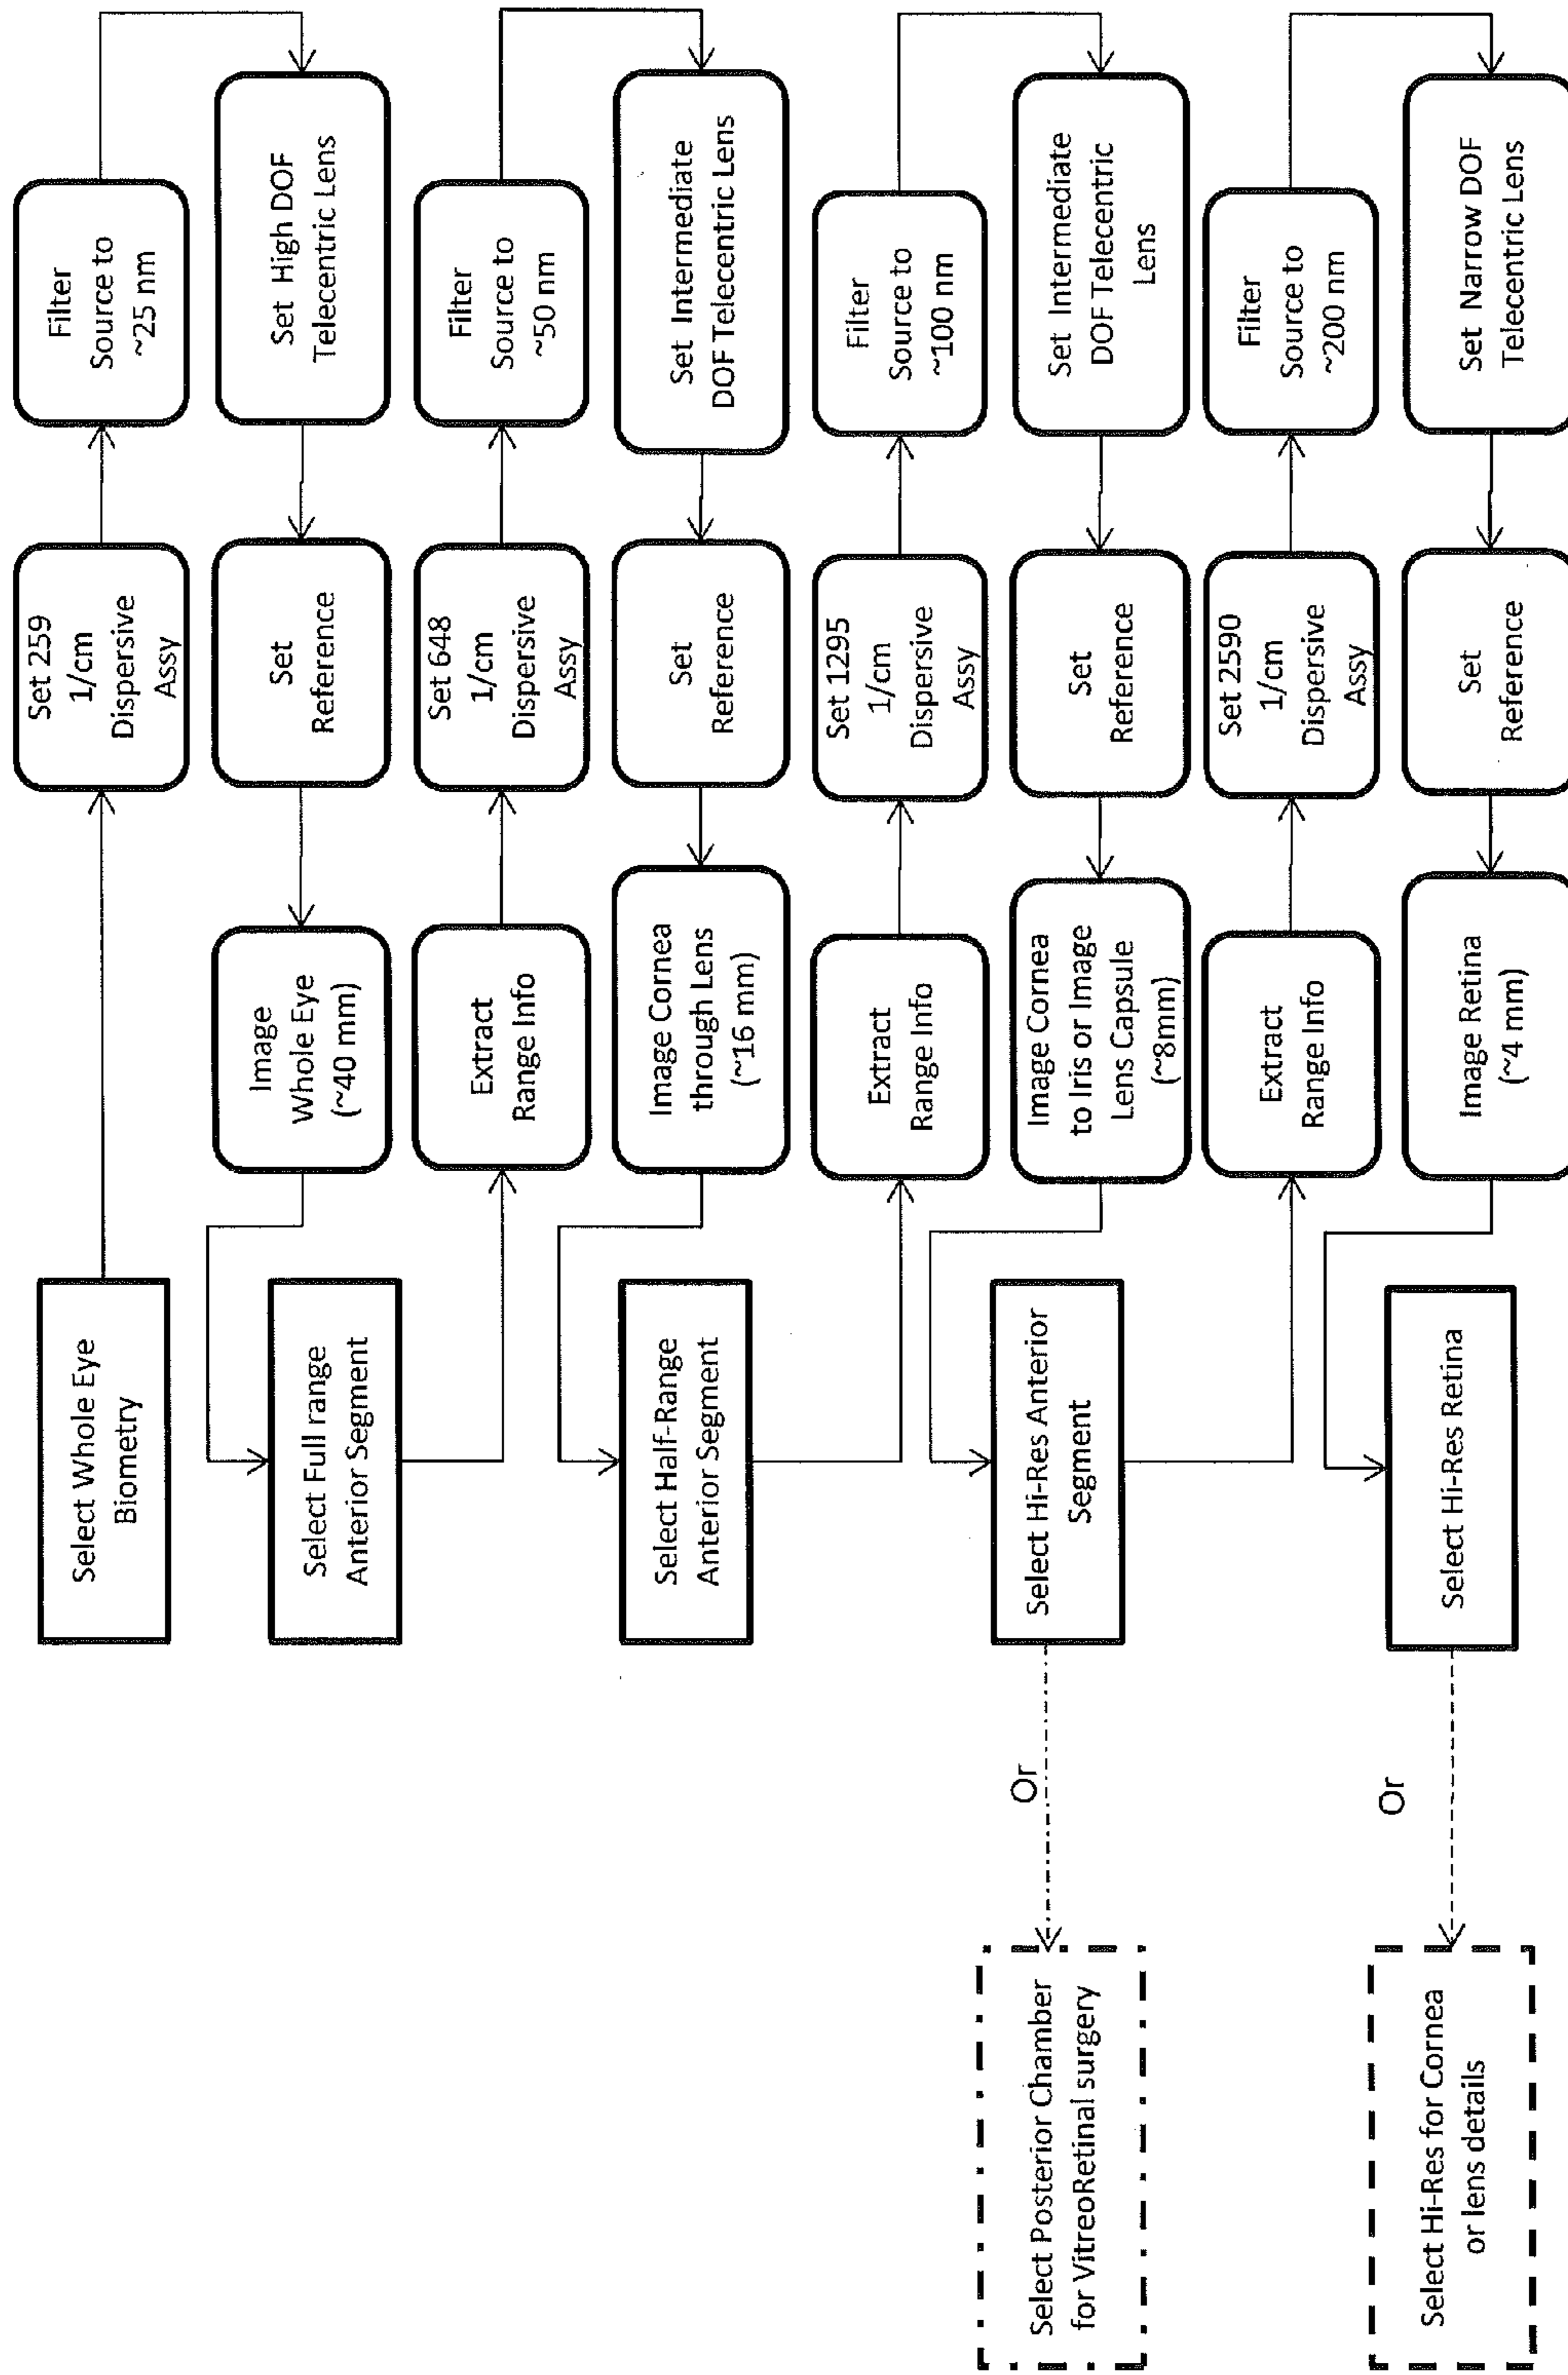 Select Whole Eye
Biometry
Set 259
1/cm
Dispersive
Assy
Filter
Source to
~25 nm
Set High DOF
Telecentric Lens
Set
Reference
Image
Whole Eye
(~40 mm)
Select Full range
Anterior Segment
Extract
Range Info
Set 648
1/cm
Dispersive
Assy
Filter
Source to
~50 nm
Set Intermediate
DOF Telecentric Lens
Set
Reference
Image Cornea
through Lens
(~16 mm)
Select Half-Range
Anterior Segment
Extract
Range Info
Set 1295
1/cm
Dispersive
Assy
Filter
Source to
~100 nm
Set Intermediate
DOF Telecentric
Lens
Set
Reference
Image Cornea
to Iris or Image
Lens Capsule
(~8mm)
Select Hi-Res Anterior
Segment
Or
Select Posterior Chamber
for VitreoRetinal surgery
Extract
Range Info
Set 2590
1/cm
Dispersive
Assy
Filter
Source to
~200 nm
Set Narrow DOF
Telecentric Lens
Set
Reference
Image Retina
(~4 mm)
Select Hi-Res Retina
Or
Select Hi-Res for Cornea
or lens details